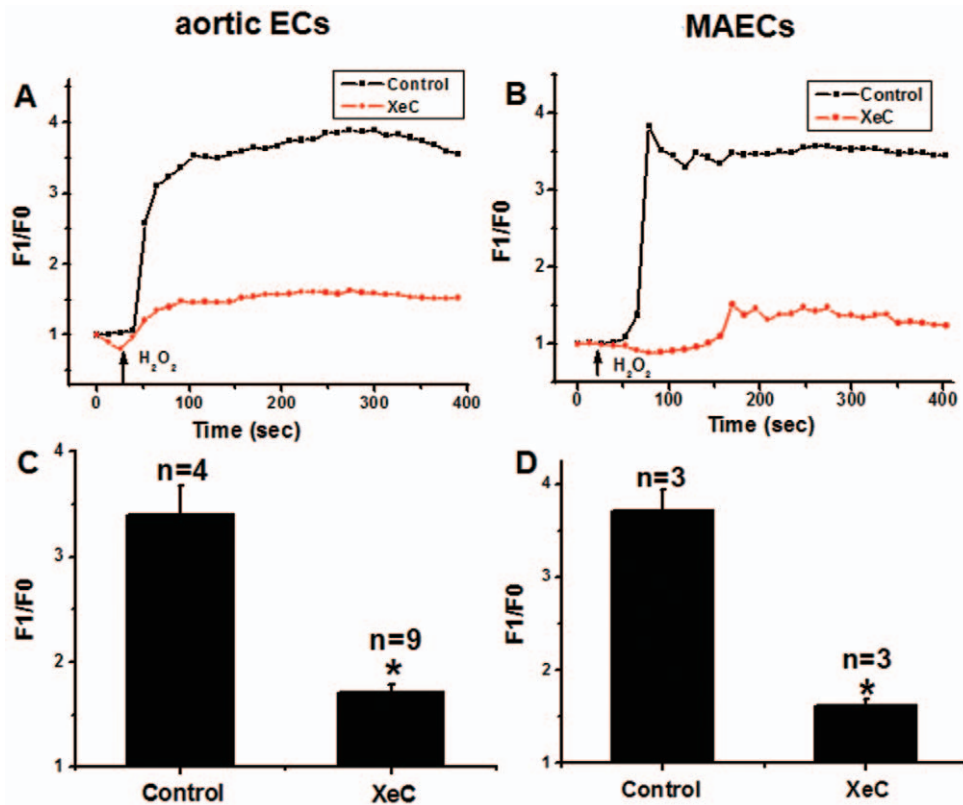 aortic ECs
MAECs
A
Control
XeC
4
3
2
1
F1/F0
H2O2
0
100
200
300
400
Time (sec)
B
Control
XeC
4
3
2
1
F1/F0
H2O2
0
100
200
300
400
Time (sec)
C
4
3
2
1
F1/F0
n=4
n=9
*
Control
XeC
D
4
3
2
1
F1/F0
n=3
n=3
*
Control
XeC